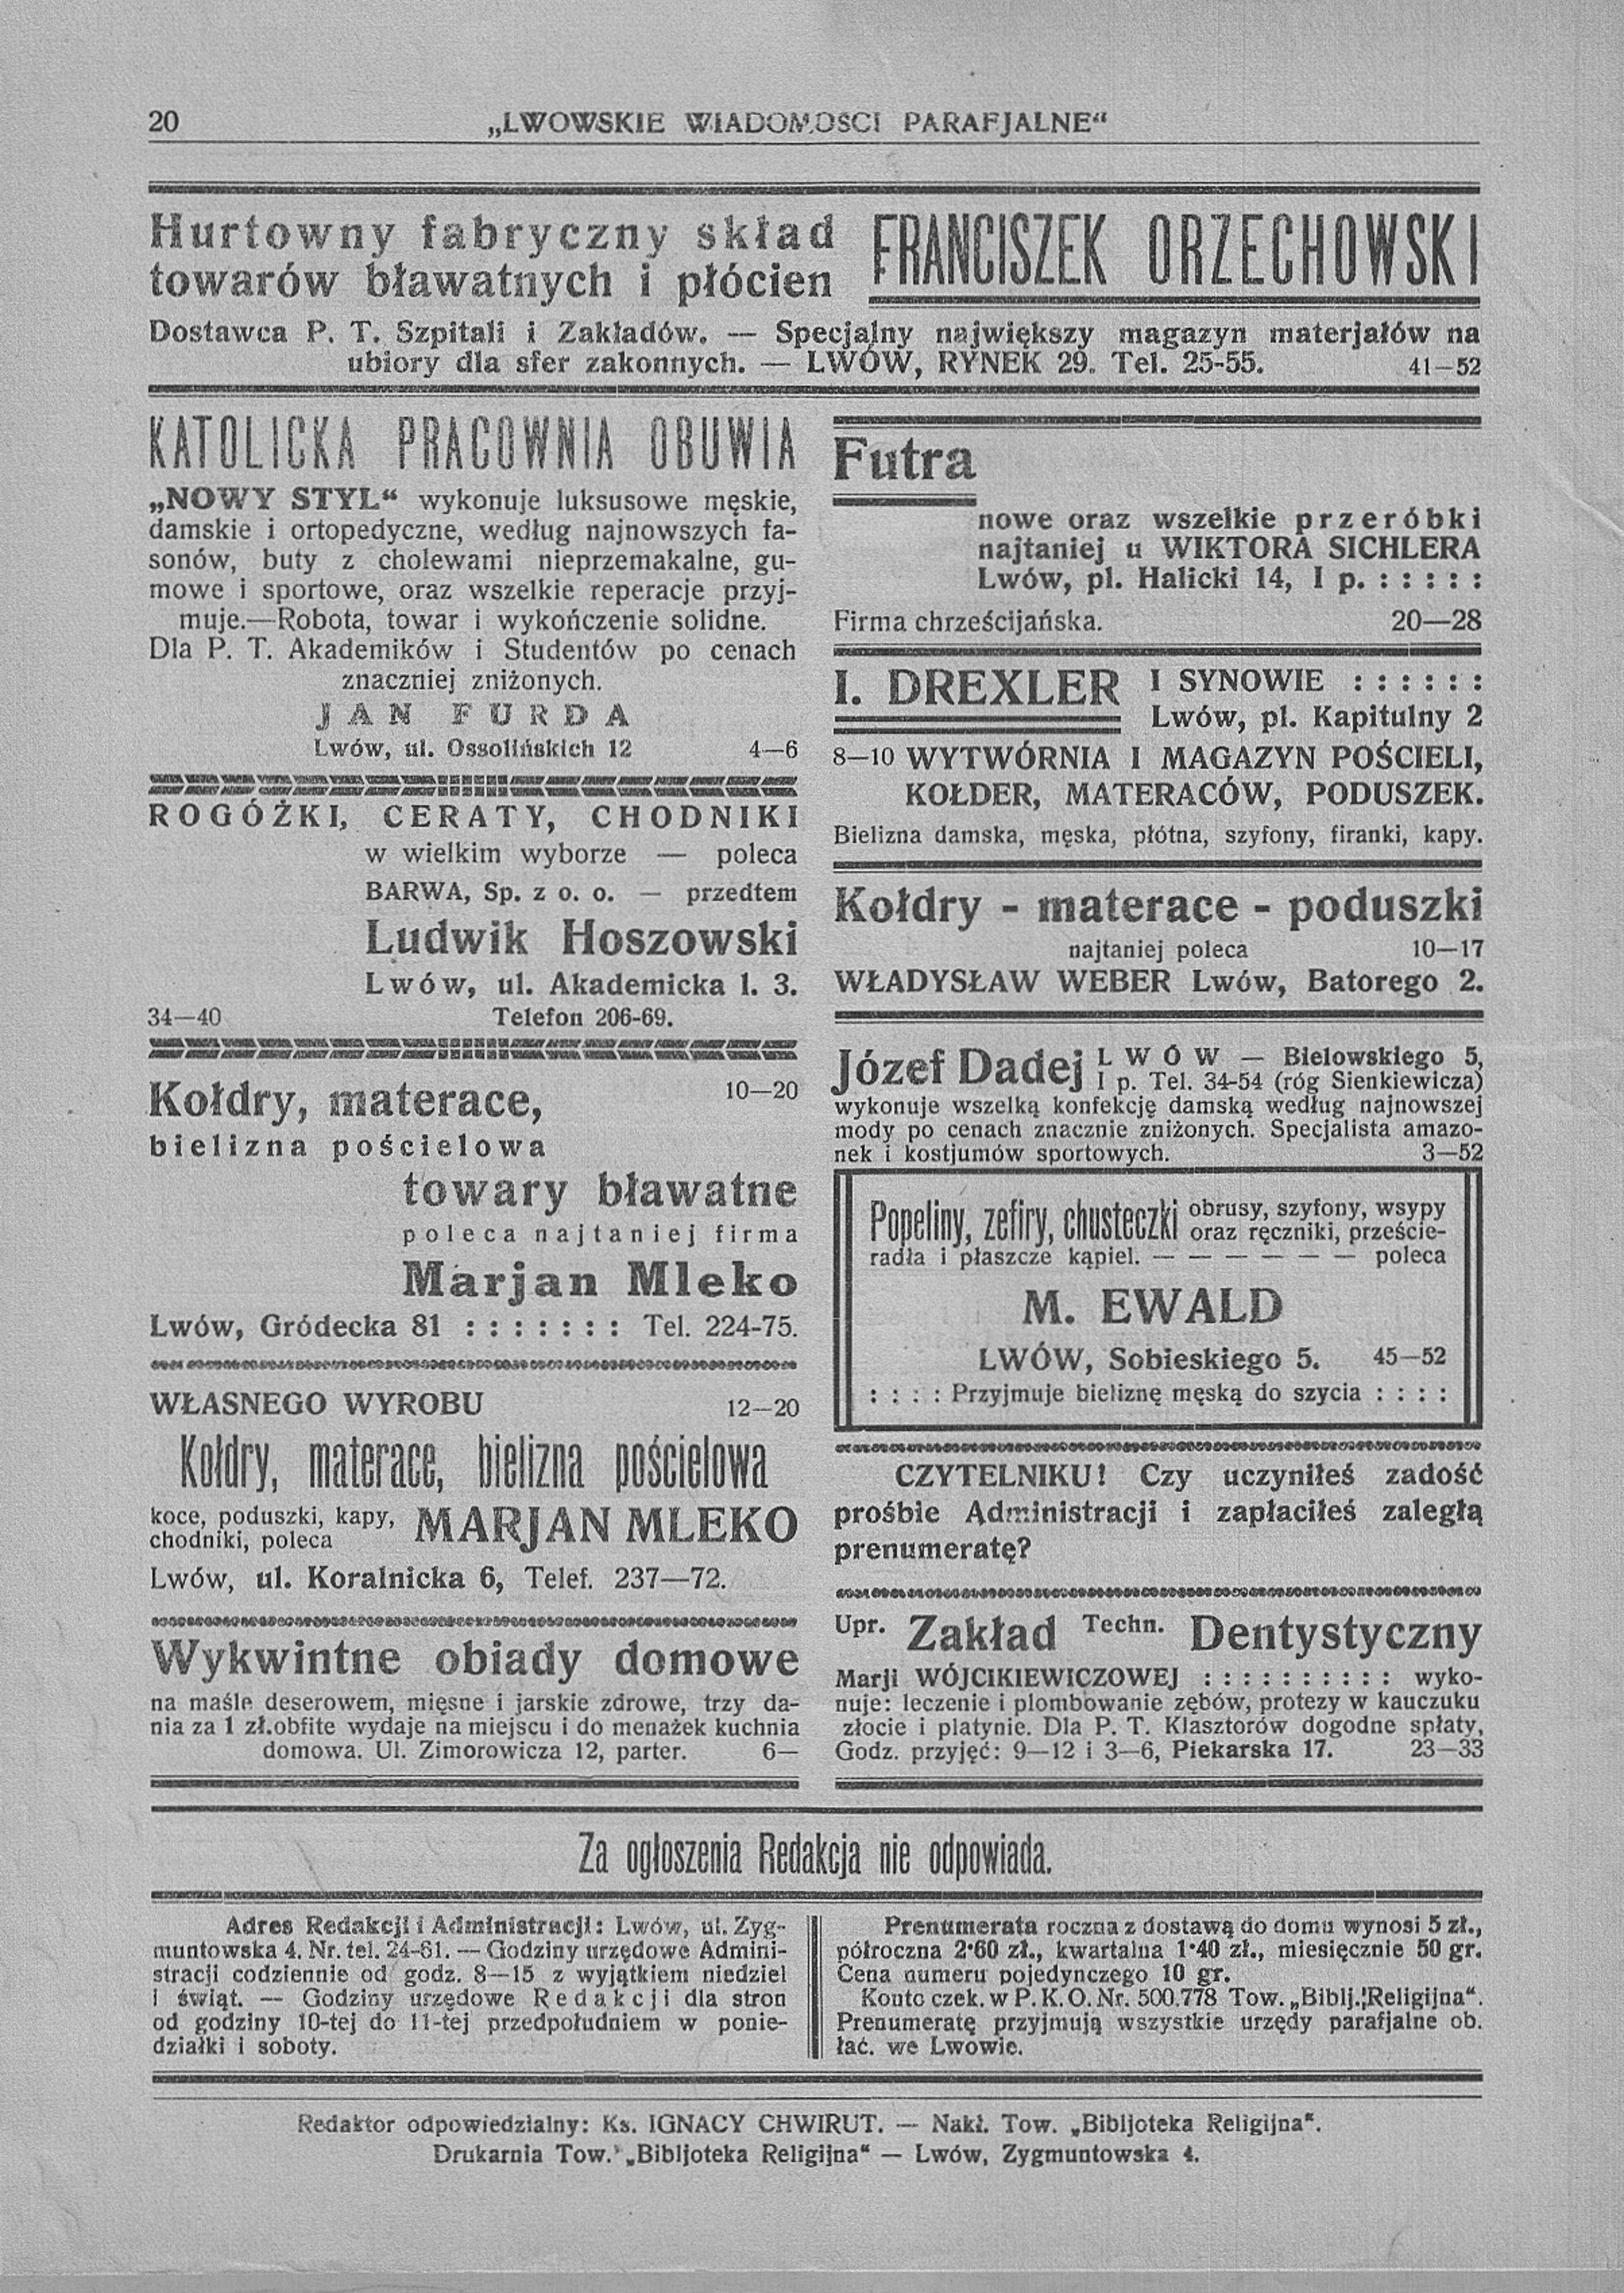 20
„LWOWSKIE WIADOMOSCI PARAFJALNE“
Hurtowny fabryczny skład
towarów bławatnych i płócien
FRANCISZEK ORZECHOWSKI
Dostawca P. T. Szpitali i Zakładów. — Specjalny największy magazyn materjałów na
ubiory dla sfer zakonnych. — LWÓW, RYNEK 29. Tel. 25-55. 41—52
KATOLICKA PRACOWNIA OBUWIA
„NOWY STYL“ wykonuje luksusowe męskie,
damskie i ortopedyczne, według najnowszych fa-
sonów, buty z cholewami nieprzemakalne, gu-
mowe i sportowe, oraz wszelkie reperacje przyj-
muje.—Robota, towar i wykończenie solidne.
Dla P. T. Akademików i Studentów po cenach
znaczniej zniżonych.
JAN FURDA
Lwów, ul. Ossolińskich 12 4—6
ROGÓŻKI, CERATY, CHODNIKI
w wielkim wyborze — poleca
BARWA, Sp. z o. o. — przedtem
Ludwik Hoszowski
Lwów, ul. Akademicka l. 3.
34—40 Telefon 206-69.
Kołdry, materace, 10—20
bielizna pościelowa
towary bławatne
poleca najtaniej firma
Marjan Mleko
Lwów, Gródecka 81 : : : : : : : Tel. 224-75.
WŁASNEGO WYROBU 12—20
Kołdry, materace, bielizna pościelowa
koce, poduszki, kapy,
chodniki, poleca
MARJAN MLEKO
Lwów, ul. Koralnicka 6, Telef. 237—72.
Wykwintne obiady domowe
na maśle deserowem, mięsne i jarskie zdrowe, trzy da-
nia za 1 zł.obfite wydaje na miejscu i do menażek kuchnia
domowa. Ul. Zimorowicza 12, parter. 6—
Futra
nowe oraz wszelkie przeróbki
najtaniej u WIKTORA SICHLERA
Lwów, pl. Halicki 14, I p. : : : : :
Firma chrześcijańska. 20—28
I. DREXLER I SYNOWIE : : : : : :
Lwów, pl. Kapitulny 2
8—10 WYTWÓRNIA I MAGAZYN POŚCIELI,
KOŁDER, MATERACÓW, PODUSZEK.
Bielizna damska, męska, płótna, szyfony, firanki, kapy.
Kołdry - materace - poduszki
najtaniej poleca 10—17
WŁADYSŁAW WEBER Lwów, Batorego 2.
Józef Dadej
LWÓW — Bielowskiego 5,
I p. Tel. 34-54 (róg Sienkiewicza)
wykonuje wszelką konfekcję damską według najnowszej
mody po cenach znacznie zniżonych. Specjalista amazo-
nek i kostjumów sportowych. 3—52
Popeliny, zefiry, chusteczki
obrusy, szyfony, wsypy
oraz ręczniki, przeście-
radła i płaszcze kąpiel. — — — — — — poleca
M. EWALD
LWÓW, Sobieskiego 5. 45—52
: : : : Przyjmuje bieliznę męską do szycia : : : :
CZYTELNIKU! Czy uczyniłeś zadość
prośbie Administracji i zapłaciłeś zaległą
prenumeratę?
Upr. Zakład Techn. Dentystyczny
Marji WÓJCIKIEWICZOWEJ : : : : : : : : : : wyko-
nuje: leczenie i plombowanie zębów, protezy w kauczuku
złocie i platynie. Dla P. T. Klasztorów dogodne spłaty,
Godz. przyjęć: 9—12 i 3—6, Piekarska 17. 23—33
Za ogłoszenia Redakcja nie odpowiada.
Adres Redakcji i Administracji: Lwów, ul. Zyg-
muntowska 4. Nr. tel. 24-61. — Godziny urzędowe Admini-
stracji codziennie od godz. 8—15 z wyjątkiem niedziel
i świąt. — Godziny urzędowe Redakcji dla stron
od godziny 10-tej do 11-tej przedpołudniem w ponie-
działki i soboty.
Prenumerata roczna z dostawą do domu wynosi 5 zł.,
półroczna 2·60 zł., kwartalna 1·40 zł., miesięcznie 50 gr.
Cena numeru pojedynczego 10 gr.
Konto czek. w P. K. O. Nr. 500.778 Tow. „Biblj. Religijna“.
Prenumeratę przyjmują wszystkie urzędy parafjalne ob.
łać. we Lwowie.
Redaktor odpowiedzialny: Ks. IGNACY CHWIRUT. — Nakł. Tow. „Bibljoteka Religijna“.
Drukarnia Tow. „Bibljoteka Religijna“ — Lwów, Zygmuntowska 4.